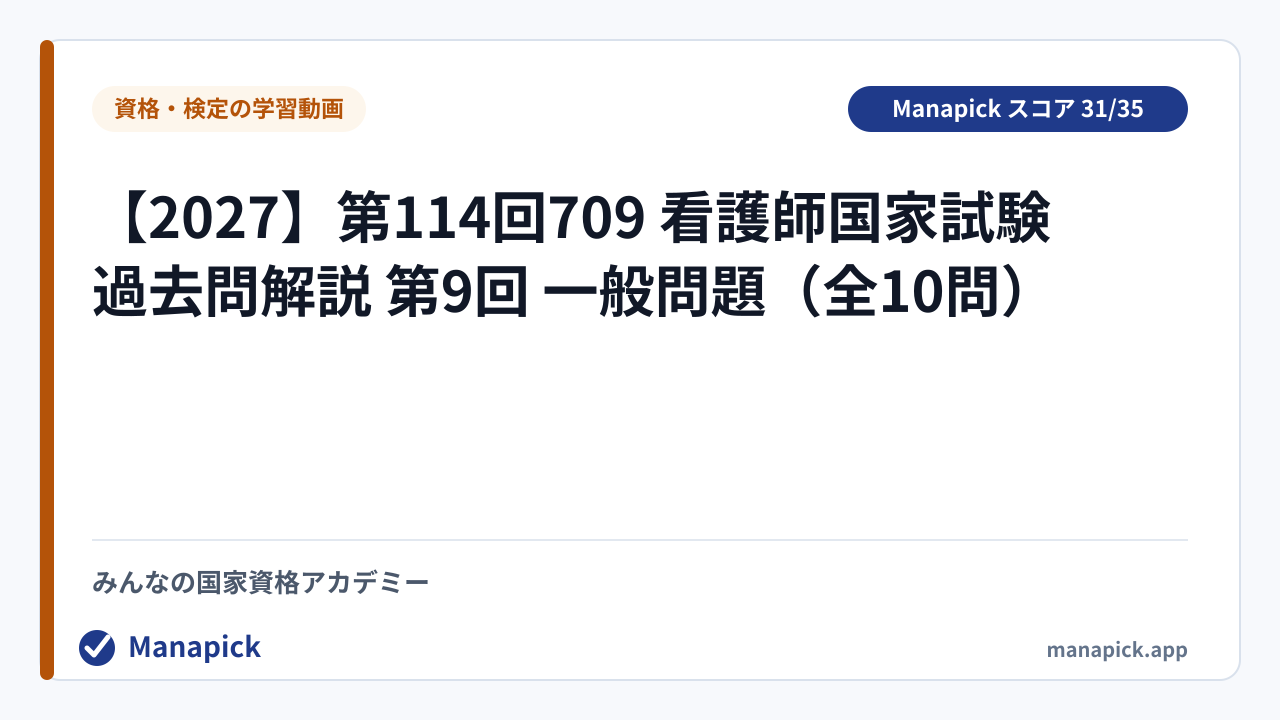 資格・検定の学習動画
Manapick スコア 31/35
【2027】第114回709 看護師国家試験
過去問解説 第9回 一般問題（全10問）
みんなの国家資格アカデミー
Manapick
manapick.app